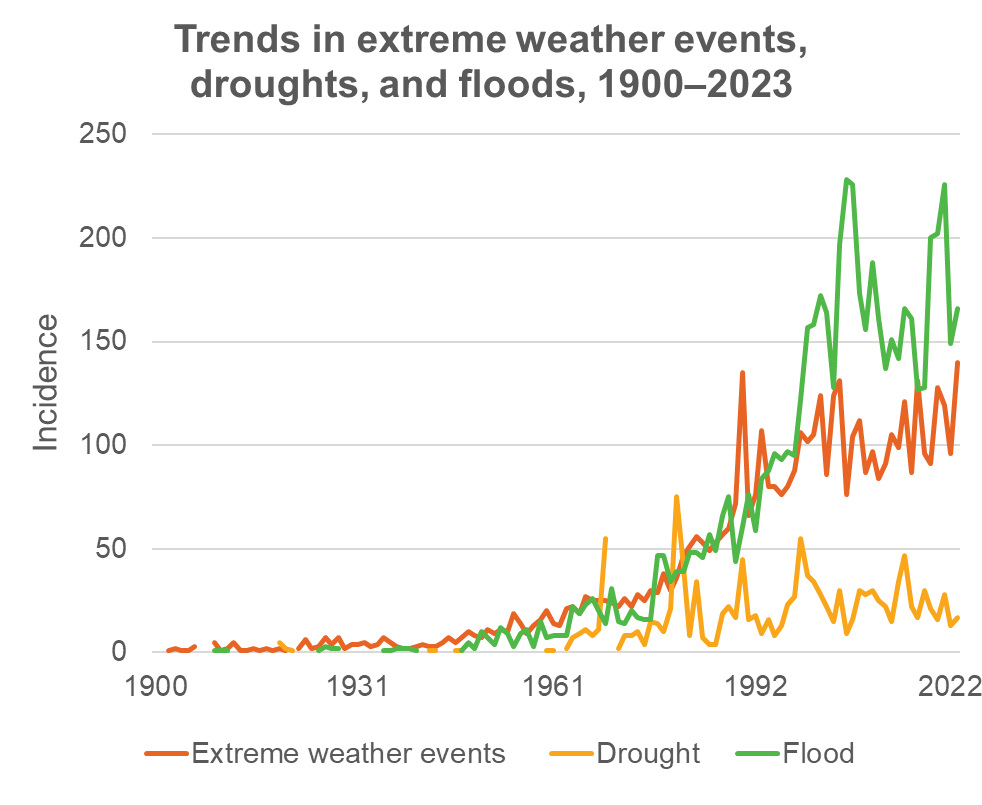 Trends in extreme weather events,
droughts, and floods, 1900–2023
250
200
150
100
50
0
Incidence
1900 1931 1961 1992 2022
Extreme weather events Drought Flood